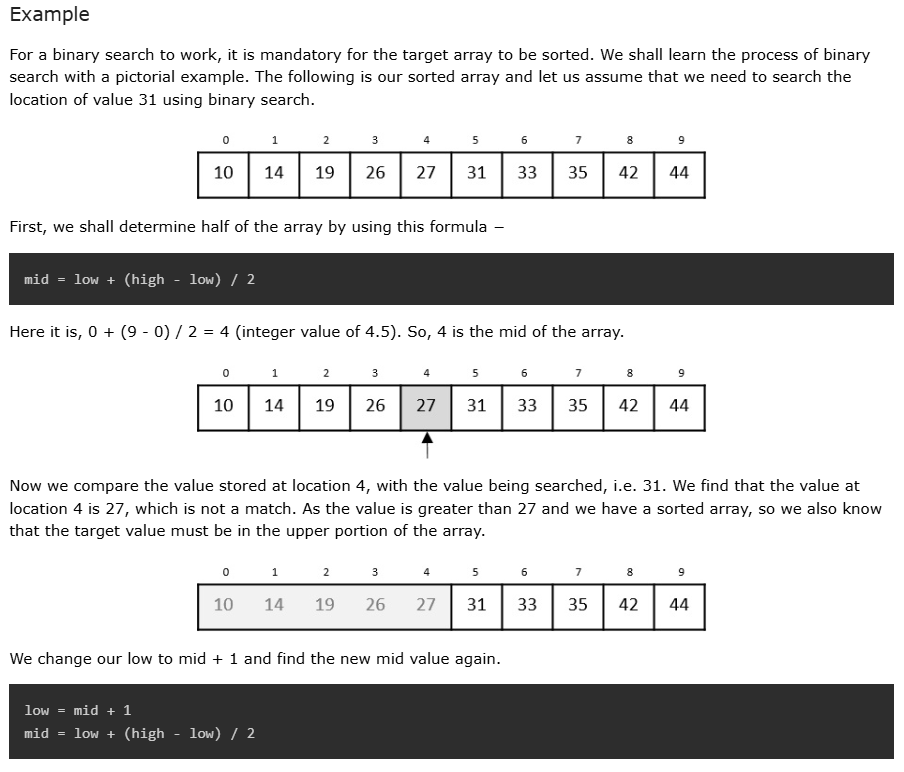 Example
For a binary search to work, it is mandatory for the target array to be sorted. We shall learn the process of binary
search with a pictorial example. The following is our sorted array and let us assume that we need to search the
location of value 31 using binary search.
0 1 2 3 4 5 6 7 8 9
10 14 19 26 27 31 33 35 42 44
First, we shall determine half of the array by using this formula −
mid = low + (high - low) / 2
Here it is, 0 + (9 - 0) / 2 = 4 (integer value of 4.5). So, 4 is the mid of the array.
0 1 2 3 4 5 6 7 8 9
10 14 19 26 27 31 33 35 42 44
Now we compare the value stored at location 4, with the value being searched, i.e. 31. We find that the value at
location 4 is 27, which is not a match. As the value is greater than 27 and we have a sorted array, so we also know
that the target value must be in the upper portion of the array.
0 1 2 3 4 5 6 7 8 9
10 14 19 26 27 31 33 35 42 44
We change our low to mid + 1 and find the new mid value again.
low = mid + 1
mid = low + (high - low) / 2